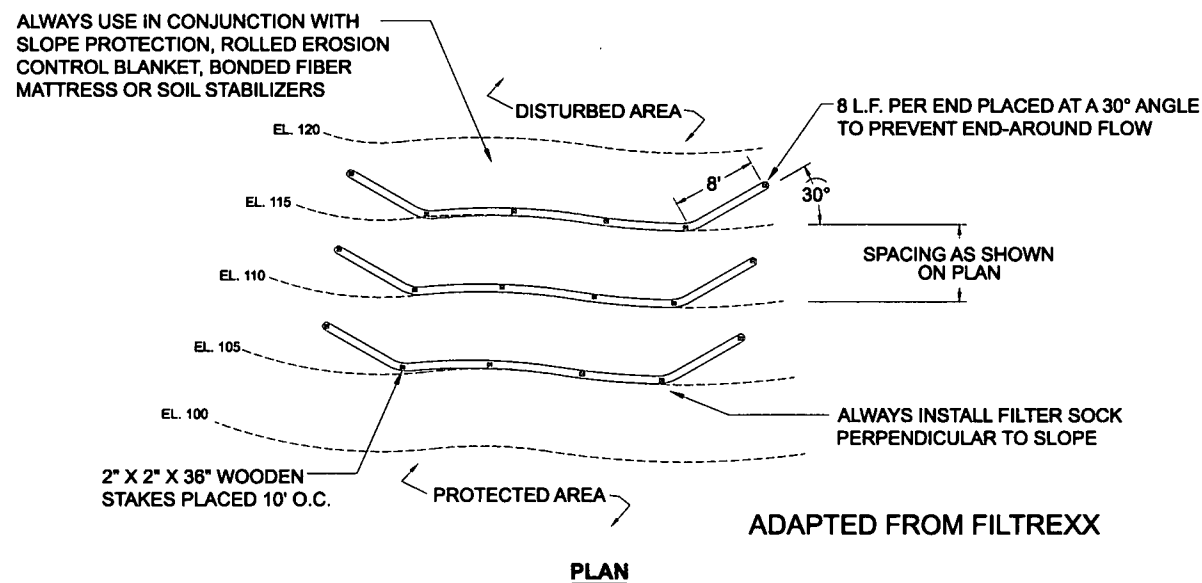 ALWAYS USE IN CONJUNCTION WITH
SLOPE PROTECTION, ROLLED EROSION
CONTROL BLANKET, BONDED FIBER
MATTRESS OR SOIL STABILIZERS
DISTURBED AREA
8 L.F. PER END PLACED AT A 30° ANGLE
TO PREVENT END-AROUND FLOW
EL. 120
8'
30°
EL. 115
SPACING AS SHOWN
ON PLAN
EL. 110
EL. 105
EL. 100
ALWAYS INSTALL FILTER SOCK
PERPENDICULAR TO SLOPE
2" X 2" X 36" WOODEN
STAKES PLACED 10' O.C.
PROTECTED AREA
ADAPTED FROM FILTREXX
PLAN